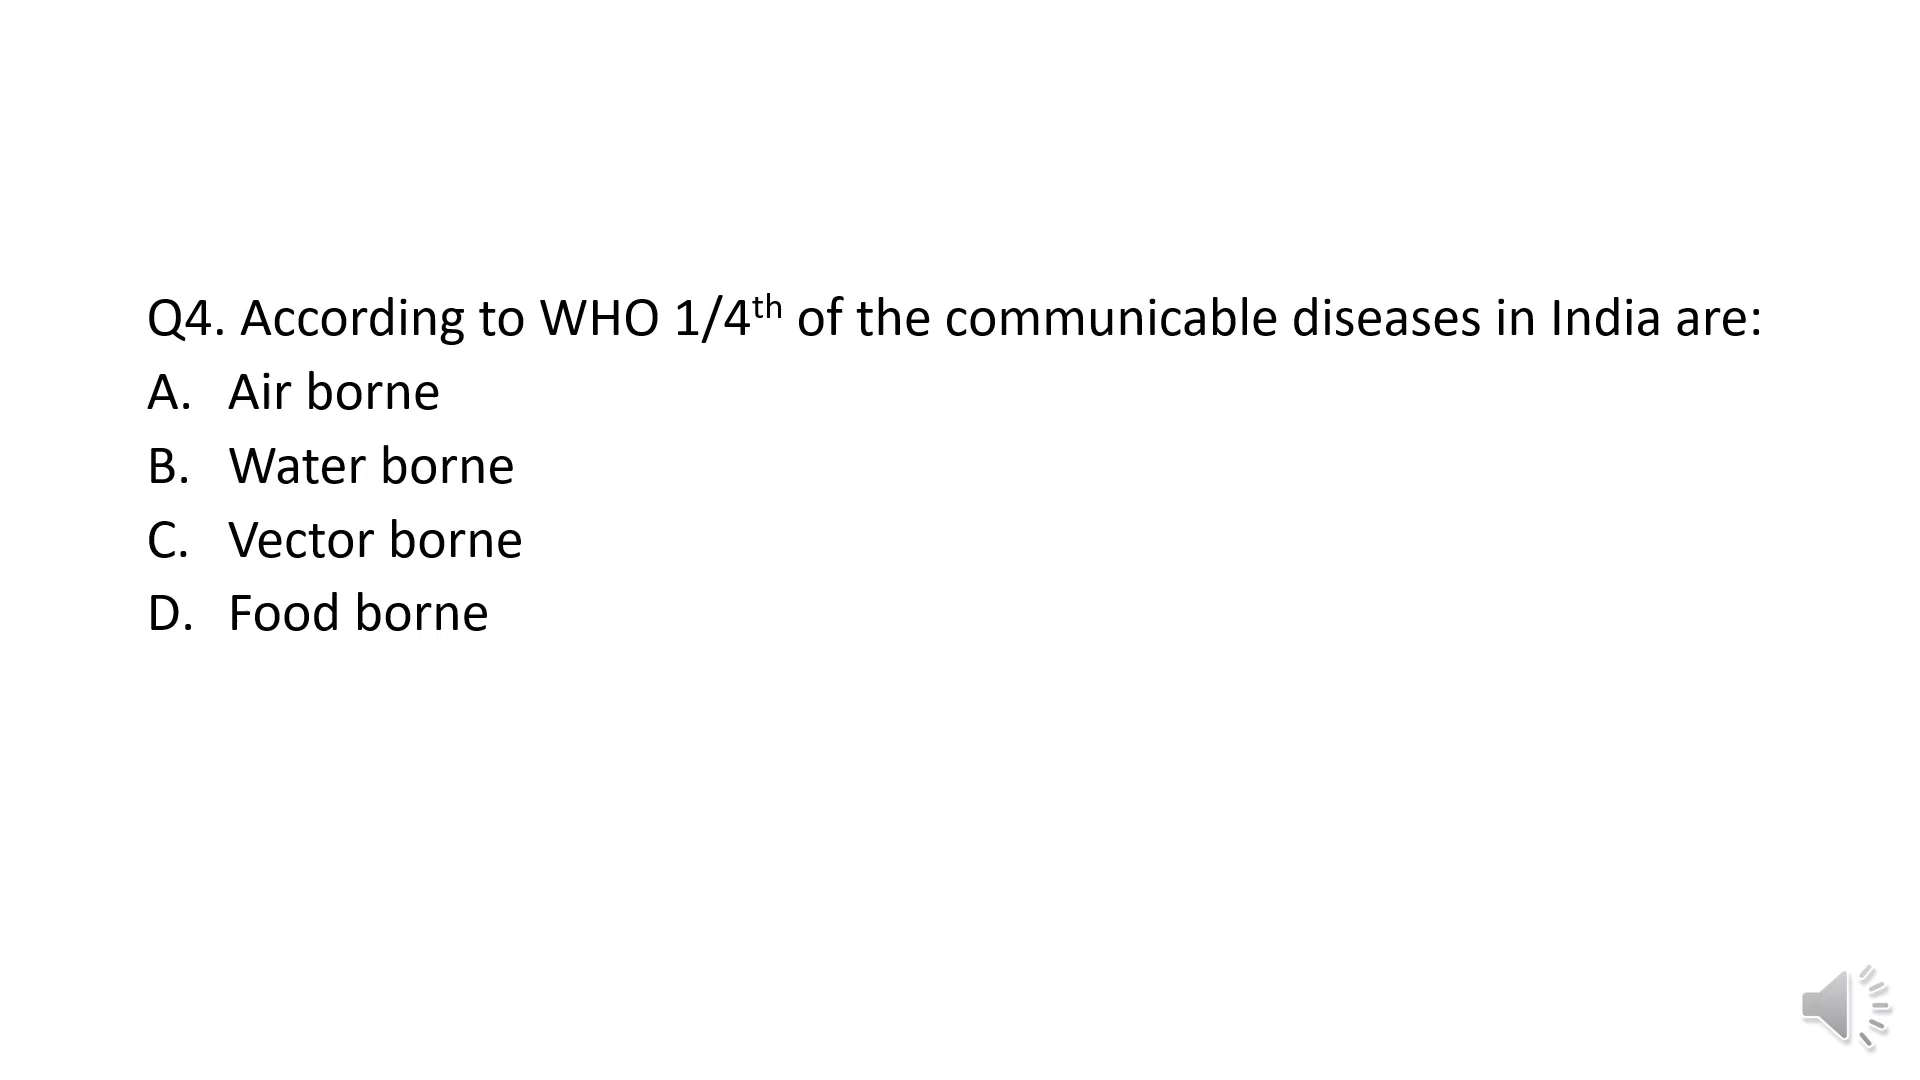 Q4. According to WHO 1/4th of the communicable diseases in India are:
A. Air borne
B. Water borne
C. Vector borne
D. Food borne